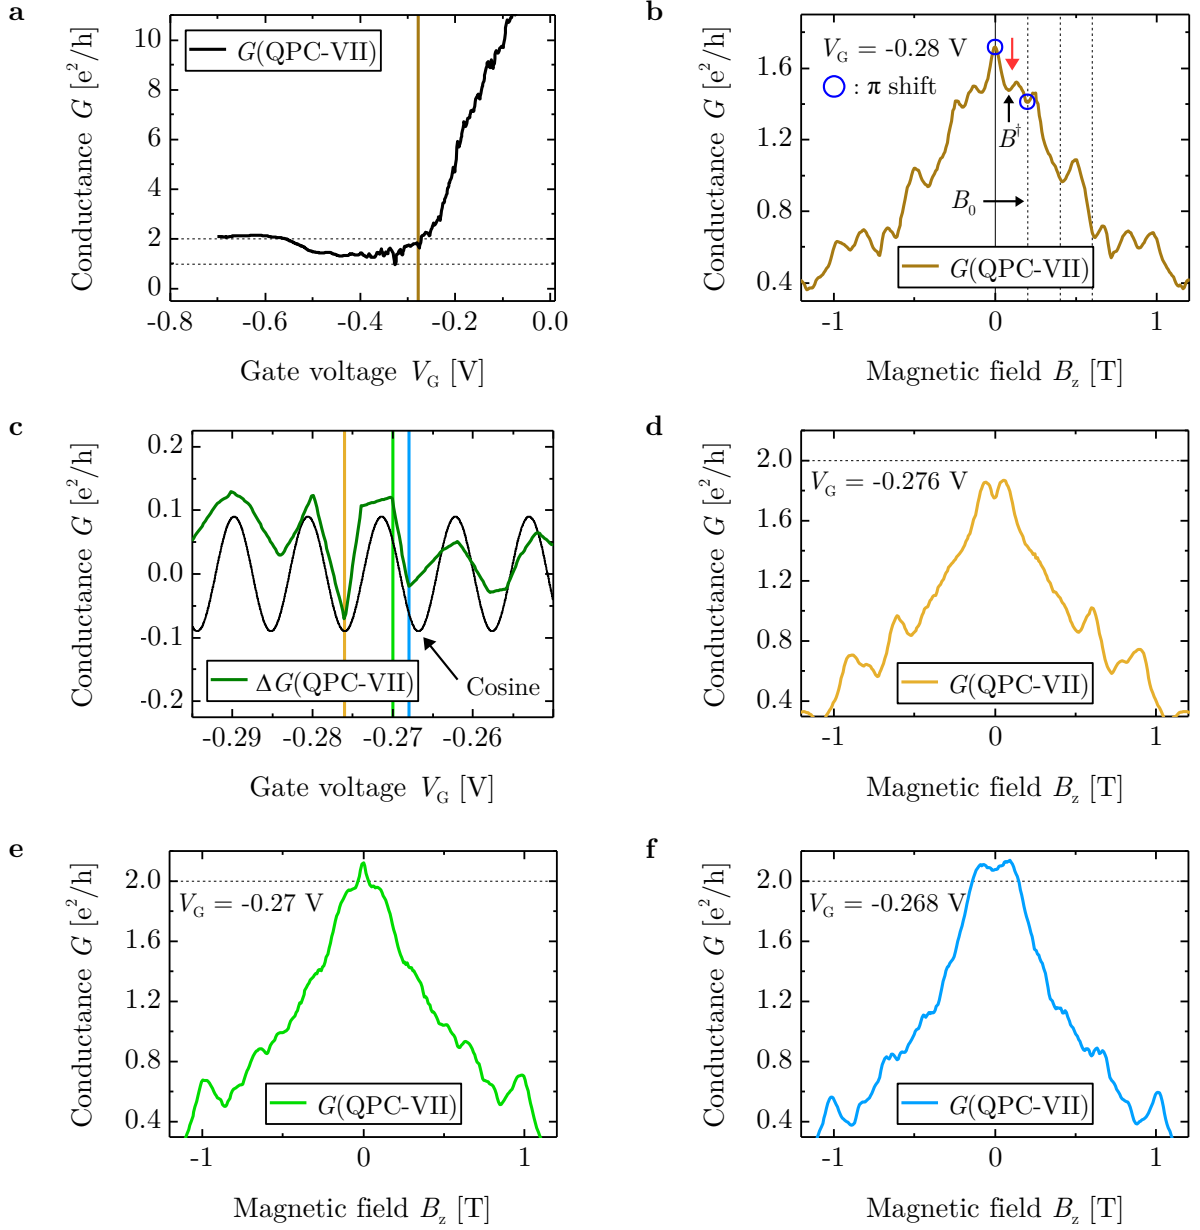 a
Conductance G [e²/h]
10
8
6
4
2
0
G(QPC-VII)
-0.8
-0.6
-0.4
-0.2
0.0
Gate voltage V_G [V]
b
Conductance G [e²/h]
1.6
1.2
0.8
0.4
V_G = -0.28 V
: π shift
B†
B₀
G(QPC-VII)
-1
0
1
Magnetic field B_z [T]
c
Conductance G [e²/h]
0.2
0.1
0.0
-0.1
-0.2
ΔG(QPC-VII)
Cosine
-0.29
-0.28
-0.27
-0.26
Gate voltage V_G [V]
d
Conductance G [e²/h]
2.0
1.6
1.2
0.8
0.4
V_G = -0.276 V
G(QPC-VII)
-1
0
1
Magnetic field B_z [T]
e
Conductance G [e²/h]
2.0
1.6
1.2
0.8
0.4
V_G = -0.27 V
G(QPC-VII)
-1
0
1
Magnetic field B_z [T]
f
Conductance G [e²/h]
2.0
1.6
1.2
0.8
0.4
V_G = -0.268 V
G(QPC-VII)
-1
0
1
Magnetic field B_z [T]